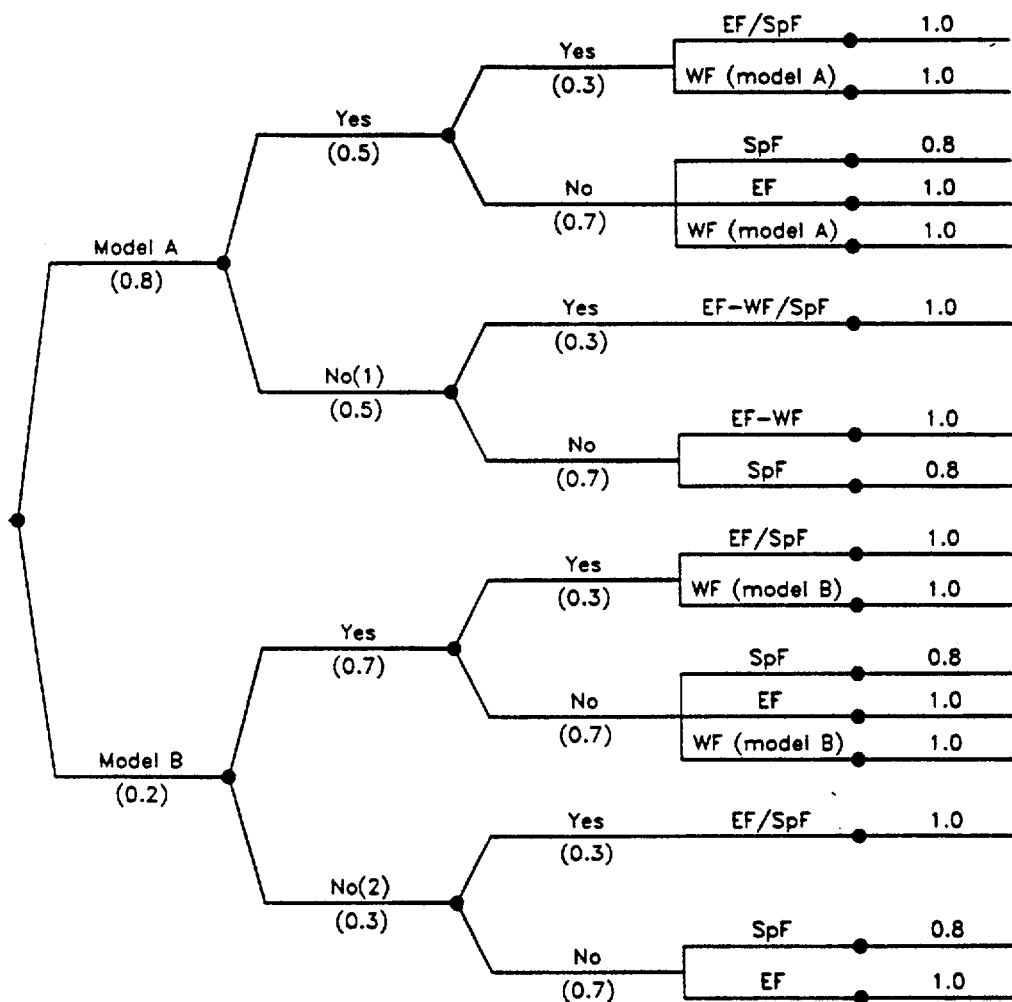 EF/SpF 1.0
Yes
(0.3)
WF (model A) 1.0
Yes
(0.5)
SpF 0.8
No
(0.7)
EF 1.0
WF (model A) 1.0
Model A
(0.8)
Yes
(0.3)
EF-WF/SpF 1.0
No(1)
(0.5)
EF-WF 1.0
No
(0.7)
SpF 0.8
EF/SpF 1.0
Yes
(0.3)
WF (model B) 1.0
Yes
(0.7)
SpF 0.8
No
(0.7)
EF 1.0
WF (model B) 1.0
Model B
(0.2)
Yes
(0.3)
EF/SpF 1.0
No(2)
(0.3)
SpF 0.8
No
(0.7)
EF 1.0